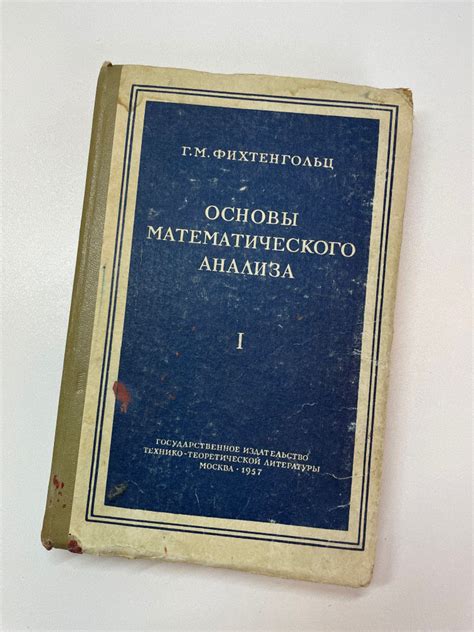 Г. М. ФИХТЕНГОЛЬЦ
ОСНОВЫ
МАТЕМАТИЧЕСКОГО
АНАЛИЗА
I
ГОСУДАРСТВЕННОЕ ИЗДАТЕЛЬСТВО
ТЕХНИКО-ТЕОРЕТИЧЕСКОЙ ЛИТЕРАТУРЫ
МОСКВА · 1957